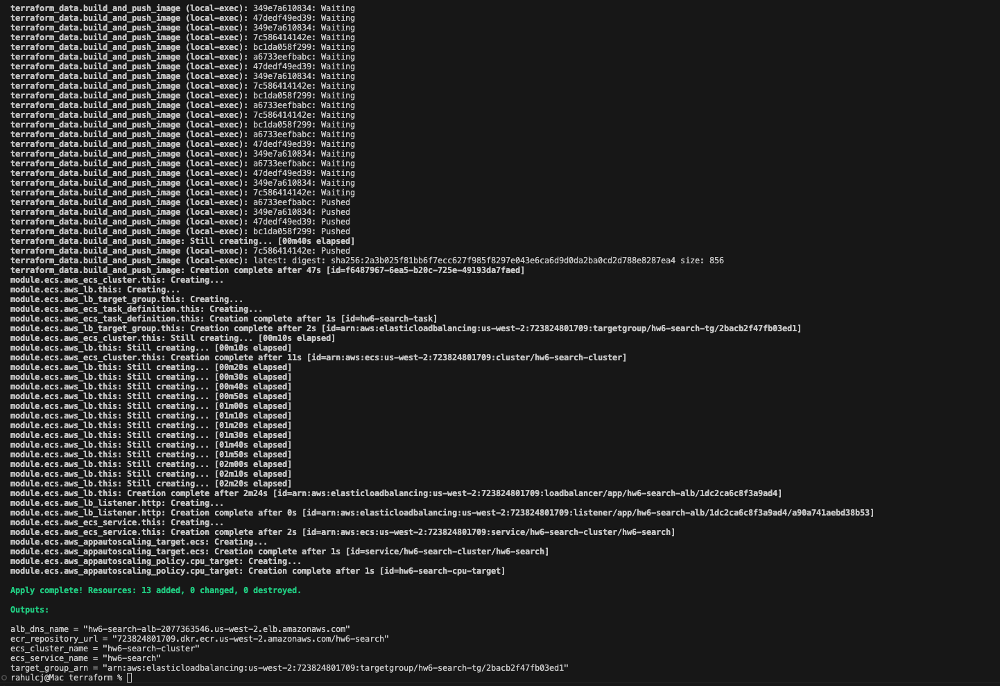 terraform_data.build_and_push_image (local-exec): 349e7a610834: Waiting
terraform_data.build_and_push_image (local-exec): 47dedf49ed39: Waiting
terraform_data.build_and_push_image (local-exec): 349e7a610834: Waiting
terraform_data.build_and_push_image (local-exec): 7c586414142e: Waiting
terraform_data.build_and_push_image (local-exec): bc1da058f299: Waiting
terraform_data.build_and_push_image (local-exec): a6733eefbabc: Waiting
terraform_data.build_and_push_image (local-exec): 47dedf49ed39: Waiting
terraform_data.build_and_push_image (local-exec): 349e7a610834: Waiting
terraform_data.build_and_push_image (local-exec): 7c586414142e: Waiting
terraform_data.build_and_push_image (local-exec): bc1da058f299: Waiting
terraform_data.build_and_push_image (local-exec): a6733eefbabc: Waiting
terraform_data.build_and_push_image (local-exec): 7c586414142e: Waiting
terraform_data.build_and_push_image (local-exec): bc1da058f299: Waiting
terraform_data.build_and_push_image (local-exec): a6733eefbabc: Waiting
terraform_data.build_and_push_image (local-exec): 47dedf49ed39: Waiting
terraform_data.build_and_push_image (local-exec): 349e7a610834: Waiting
terraform_data.build_and_push_image (local-exec): a6733eefbabc: Waiting
terraform_data.build_and_push_image (local-exec): 47dedf49ed39: Waiting
terraform_data.build_and_push_image (local-exec): 349e7a610834: Waiting
terraform_data.build_and_push_image (local-exec): 7c586414142e: Waiting
terraform_data.build_and_push_image (local-exec): a6733eefbabc: Pushed
terraform_data.build_and_push_image (local-exec): 349e7a610834: Pushed
terraform_data.build_and_push_image (local-exec): 47dedf49ed39: Pushed
terraform_data.build_and_push_image (local-exec): bc1da058f299: Pushed
terraform_data.build_and_push_image: Still creating... [00m40s elapsed]
terraform_data.build_and_push_image (local-exec): 7c586414142e: Pushed
terraform_data.build_and_push_image (local-exec): latest: digest: sha256:2a3b025f81bb6f7ecc627f985f8297e043e6ca6d9d0da2ba0cd2d788e8287ea4 size: 856
terraform_data.build_and_push_image: Creation complete after 47s [id=f6487967-6ea5-b20c-725e-49193da7faed]
module.ecs.aws_ecs_cluster.this: Creating...
module.ecs.aws_lb.this: Creating...
module.ecs.aws_lb_target_group.this: Creating...
module.ecs.aws_ecs_task_definition.this: Creating...
module.ecs.aws_ecs_task_definition.this: Creation complete after 1s [id=hw6-search-task]
module.ecs.aws_lb_target_group.this: Creation complete after 2s [id=arn:aws:elasticloadbalancing:us-west-2:723824801709:targetgroup/hw6-search-tg/2bacb2f47fb03ed1]
module.ecs.aws_ecs_cluster.this: Still creating... [00m10s elapsed]
module.ecs.aws_lb.this: Still creating... [00m10s elapsed]
module.ecs.aws_ecs_cluster.this: Creation complete after 11s [id=arn:aws:ecs:us-west-2:723824801709:cluster/hw6-search-cluster]
module.ecs.aws_lb.this: Still creating... [00m20s elapsed]
module.ecs.aws_lb.this: Still creating... [00m30s elapsed]
module.ecs.aws_lb.this: Still creating... [00m40s elapsed]
module.ecs.aws_lb.this: Still creating... [00m50s elapsed]
module.ecs.aws_lb.this: Still creating... [01m00s elapsed]
module.ecs.aws_lb.this: Still creating... [01m10s elapsed]
module.ecs.aws_lb.this: Still creating... [01m20s elapsed]
module.ecs.aws_lb.this: Still creating... [01m30s elapsed]
module.ecs.aws_lb.this: Still creating... [01m40s elapsed]
module.ecs.aws_lb.this: Still creating... [01m50s elapsed]
module.ecs.aws_lb.this: Still creating... [02m00s elapsed]
module.ecs.aws_lb.this: Still creating... [02m10s elapsed]
module.ecs.aws_lb.this: Still creating... [02m20s elapsed]
module.ecs.aws_lb.this: Creation complete after 2m24s [id=arn:aws:elasticloadbalancing:us-west-2:723824801709:loadbalancer/app/hw6-search-alb/1dc2ca6c8f3a9ad4]
module.ecs.aws_lb_listener.http: Creating...
module.ecs.aws_lb_listener.http: Creation complete after 0s [id=arn:aws:elasticloadbalancing:us-west-2:723824801709:listener/app/hw6-search-alb/1dc2ca6c8f3a9ad4/a90a741aebd38b53]
module.ecs.aws_ecs_service.this: Creating...
module.ecs.aws_ecs_service.this: Creation complete after 2s [id=arn:aws:ecs:us-west-2:723824801709:service/hw6-search-cluster/hw6-search]
module.ecs.aws_appautoscaling_target.ecs: Creating...
module.ecs.aws_appautoscaling_target.ecs: Creation complete after 1s [id=service/hw6-search-cluster/hw6-search]
module.ecs.aws_appautoscaling_policy.cpu_target: Creating...
module.ecs.aws_appautoscaling_policy.cpu_target: Creation complete after 1s [id=hw6-search-cpu-target]
Apply complete! Resources: 13 added, 0 changed, 0 destroyed.
Outputs:
alb_dns_name = "hw6-search-alb-2077363546.us-west-2.elb.amazonaws.com"
ecr_repository_url = "723824801709.dkr.ecr.us-west-2.amazonaws.com/hw6-search"
ecs_cluster_name = "hw6-search-cluster"
ecs_service_name = "hw6-search"
target_group_arn = "arn:aws:elasticloadbalancing:us-west-2:723824801709:targetgroup/hw6-search-tg/2bacb2f47fb03ed1"
rahulcj@Mac terraform %